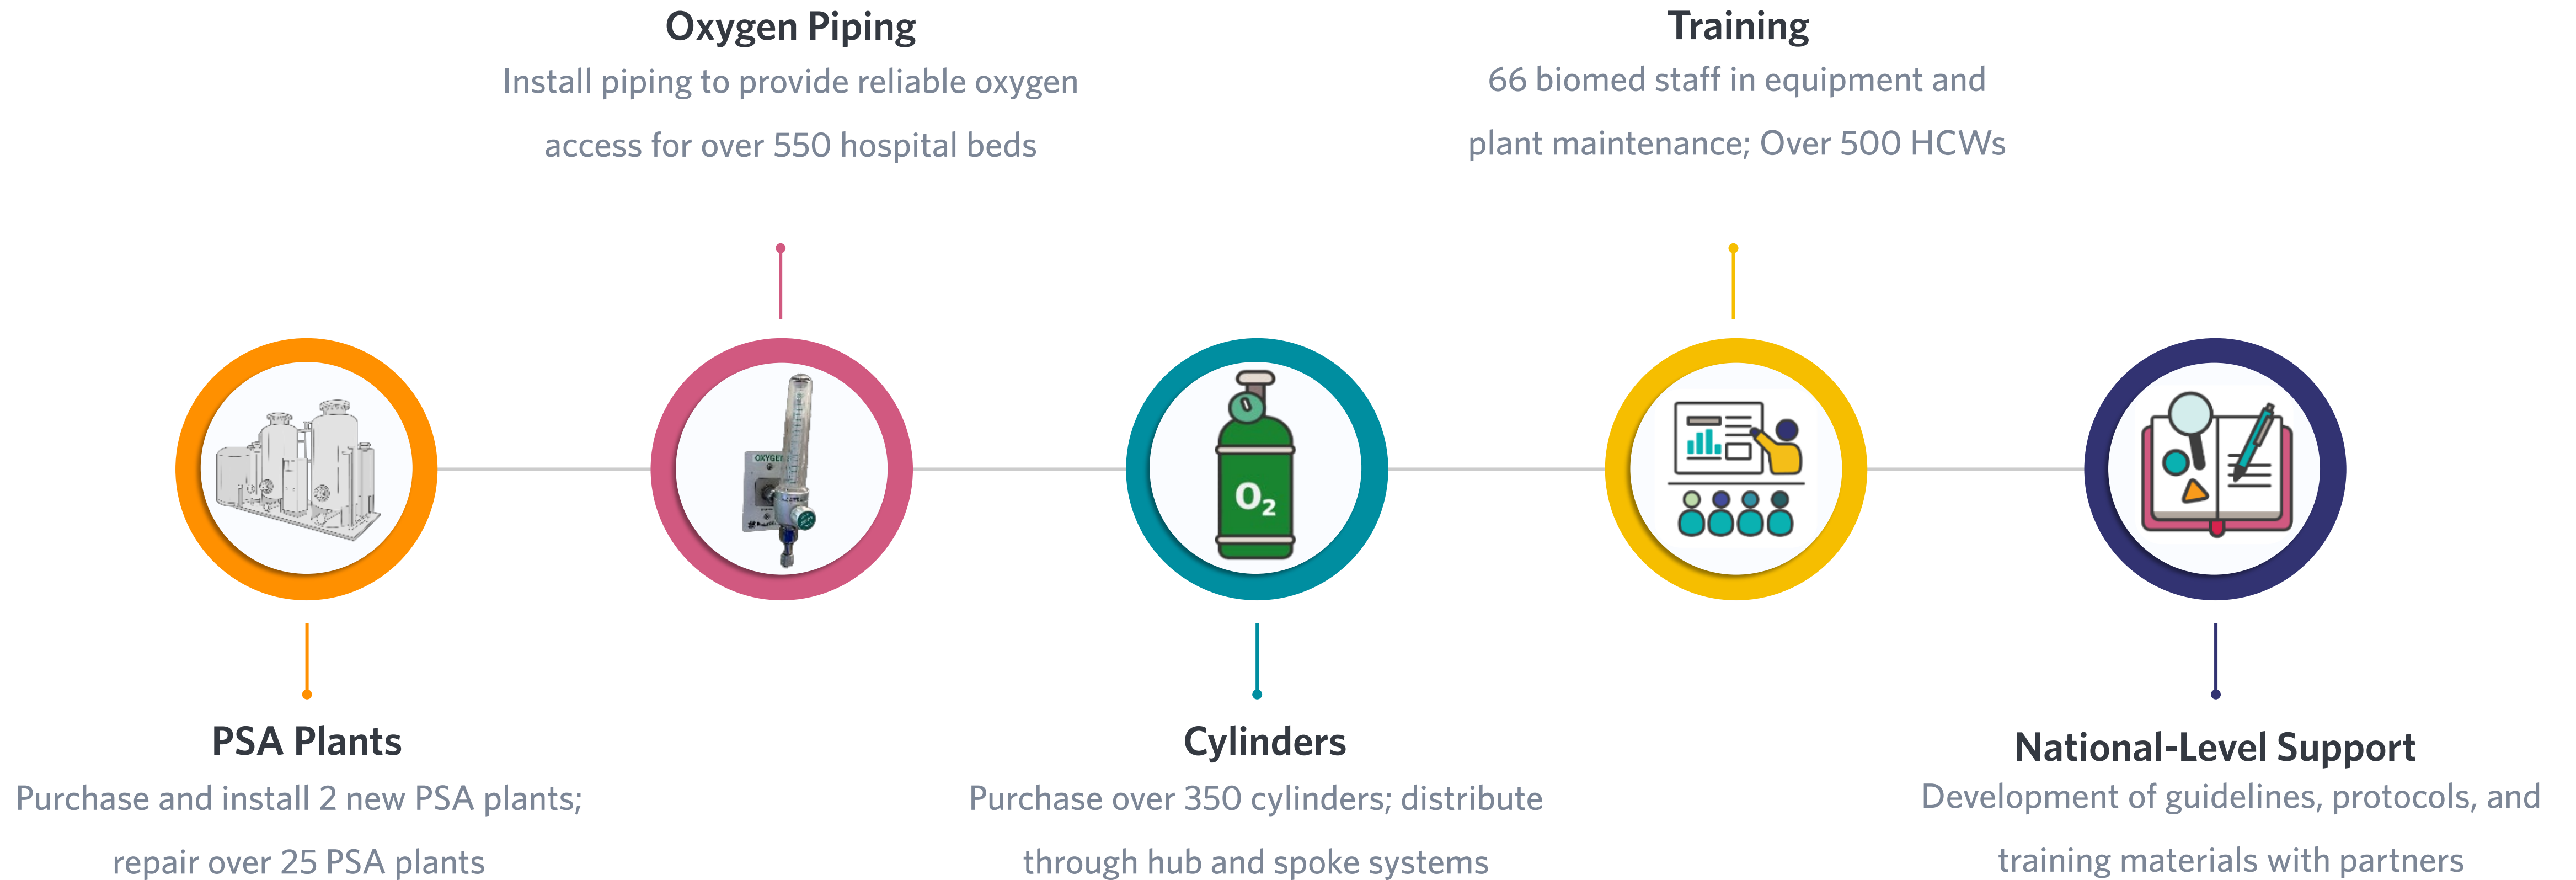 Oxygen Piping
Install piping to provide reliable oxygen
access for over 550 hospital beds
Training
66 biomed staff in equipment and
plant maintenance; Over 500 HCWs
OXYGEN
O₂
PSA Plants
Purchase and install 2 new PSA plants;
repair over 25 PSA plants
Cylinders
Purchase over 350 cylinders; distribute
through hub and spoke systems
National-Level Support
Development of guidelines, protocols, and
training materials with partners